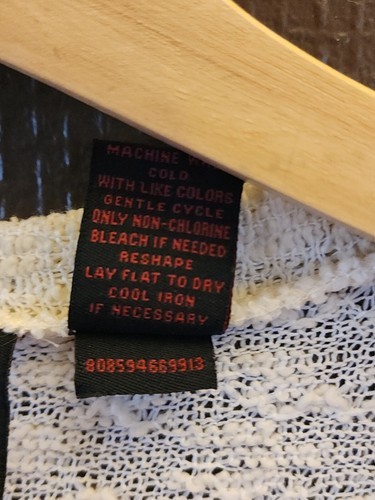 MACHINE
COLD
WITH LIKE COLORS
GENTLE CYCLE
ONLY NON-CHLORINE
BLEACH IF NEEDED
RESHAPE
LAY FLAT TO DRY
COOL IRON
IF NECESSARY
808594669913